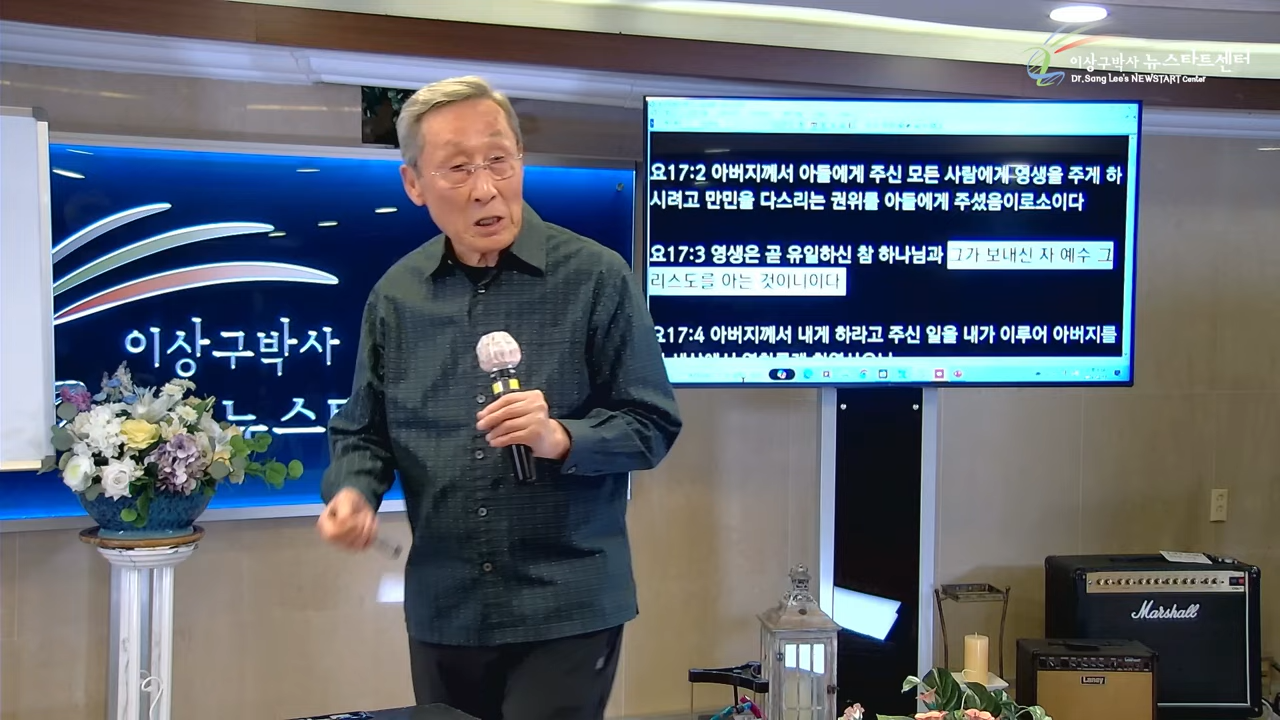 이상구박사 뉴스타트센터
Dr.Sang Lee's NEWSTART Center
요17:2 아버지께서 아들에게 주신 모든 사람에게 영생을 주게 하
시려고 만민을 다스리는 권위를 아들에게 주셨음이로소이다
요17:3 영생은 곧 유일하신 참 하나님과 그가 보내신 자 예수 그
리스도를 아는 것이니이다
요17:4 아버지께서 내게 하라고 주신 일을 내가 이루어 아버지를
이상구박사
뉴스
Marshall
Laney